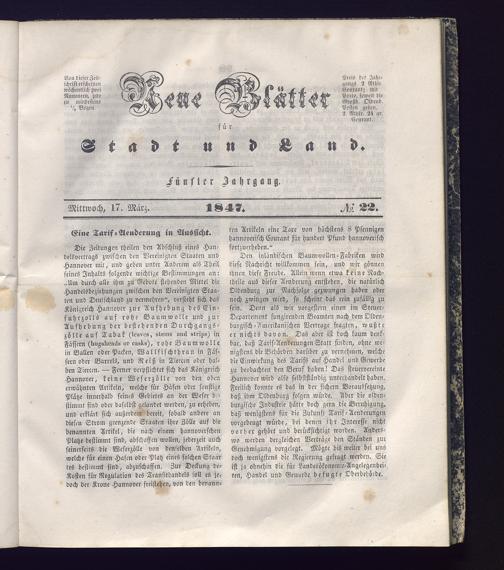 Von dieser Zeit-
schrift erscheinen
wöchentlich zwei
Nummern, jede
zu mindestens
½ Bogen
Neue Blätter
Preis des Jahr-
gangs 2 Rthlr.
Courant; mit
Porto, soweit die
Großh. Oldenb.
Posten gehen,
2 Rthlr. 24 gr.
Courant.
für
Stadt und Land.
Fünfter Jahrgang.
Mittwoch, 17. März. 1847. № 22.
Eine Tarif-Aenderung in Aussicht.
Die Zeitungen theilen den Abschluß eines Han-
delsvertrags zwischen den Vereinigten Staaten und
Hannover mit, und geben unter Anderem als Theil
seines Inhalts folgende wichtige Bestimmungen an:
„Um durch alle ihm zu Gebote stehenden Mittel die
Handelsbeziehungen zwischen den Vereinigten Staa-
ten und Deutschland zu vermehren“, versteht sich das
Königreich Hannover zur Aufhebung des Ein-
fuhrzolls auf rohe Baumwolle und zur
Aufhebung der bestehenden Durchgangs-
zölle auf Tabak (leaves, stems and strips) in
Fässern (hogsheads or casks), rohe Baumwolle
in Ballen oder Packen, Wallfischthran in Fäs-
sern oder Barrels, und Reiß in Tiercen oder hal-
ben Tiercen. — Ferner verpflichtet sich das Königreich
Hannover, keine Weserzölle von den oben
erwähnten Artikeln, welche für Häfen oder sonstige
Plätze innerhalb seines Gebiets an der Weser be-
stimmt sind oder daselbst gelandet werden, zu erheben,
und erklärt sich außerdem bereit, sobald andere an
diesen Strom grenzende Staaten ihre Zölle auf die
benannten Artikel, die nach einem hannoverschen
Platze bestimmt sind, abschaffen wollen, jederzeit auch
seinerseits die Weserzölle von denselben Artikeln,
welche für einen Hafen oder Platz eines solchen Staa-
tes bestimmt sind, abzuschaffen. Zur Deckung der
Kosten für Regulation des Transithandels ist es je-
doch der Krone Hannover freistehen, von den benann-
ten Artikeln eine Taxe von höchstens 8 Pfennigen
hannoverisch Courant für hundert Pfund hannoverisch
fortzuerheben.“
Den inländischen Baumwollen-Fabriken wird
diese Nachricht willkommen sein, und wir gönnen
ihnen diese Freude. Allein wenn etwa keine Nach-
theile aus dieser Aenderung entstehen, die natürlich
Oldenburg zur Nachfolge gezwungen haben oder
noch zwingen wird, so scheint das rein zufällig zu
sein. Denn als wir vorgestern einen im Steuer-
Departement fungirenden Beamten nach dem Olden-
burgisch-Amerikanischen Vertrage fragten, wußte
er nichts davon. Das aber ist doch kaum denk-
bar, daß Tarif-Aenderungen Statt finden, ohne we-
nigstens die Behörden darüber zu vernehmen, welche
die Einwirkung des Tarifs auf Handel und Gewerbe
zu beobachten den Beruf haben! Das steuervereinte
Hannover wird alle selbstständig unterhandelt haben.
Freilich konnte es das in der sichern Voraussetzung,
daß ihm Oldenburg folgen würde. Aber die olden-
burgische Industrie hätte doch gern die Beruhigung,
daß wenigstens für die Zukunft Tarif-Aenderungen
vorgebeugt würde, bei denen ihr Interesse nicht
vorher gehört und berücksichtigt worden. Anders-
wo werden dergleichen Verträge den Ständen zur
Genehmigung vorgelegt. Möge bis weiter bei uns
doch wenigstens die Regierung gefragt werden. Sie
ist ja ohnehin die für Landesökonomie-Angelegenhei-
ten, Handel und Gewerbe befugte Oberbehörde.